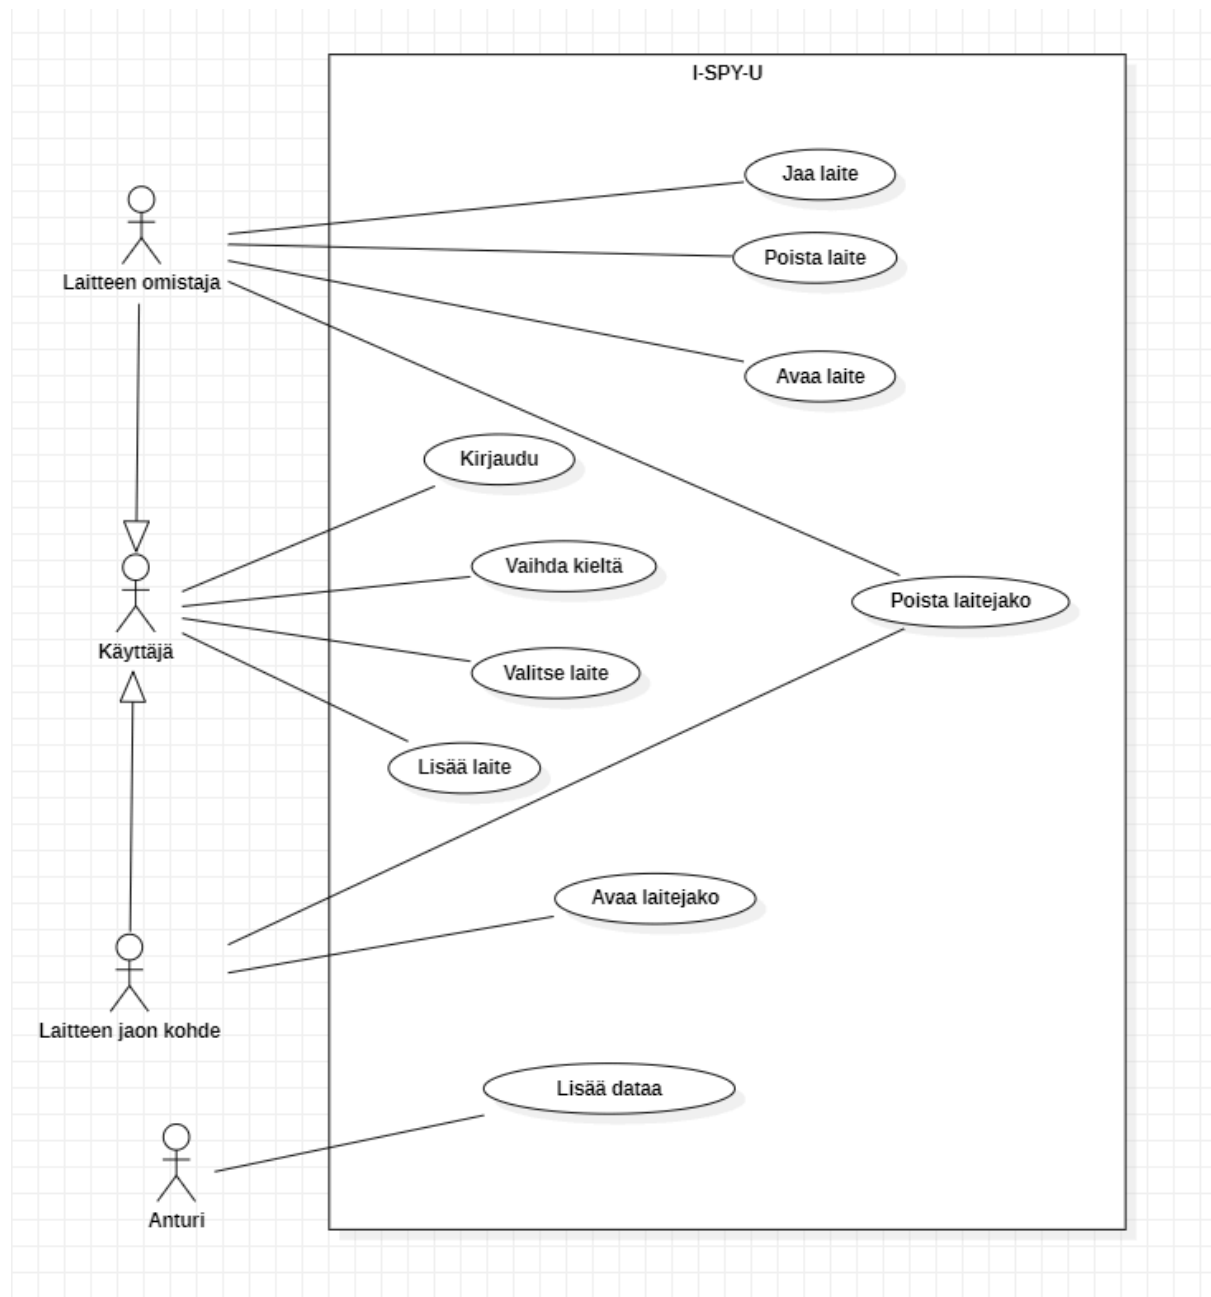 I-SPY-U
Jaa laite
Poista laite
Laitteen omistaja
Avaa laite
Kirjaudu
Vaihda kieltä
Poista laitejako
Käyttäjä
Valitse laite
Lisää laite
Avaa laitejako
Laitteen jaon kohde
Lisää dataa
Anturi